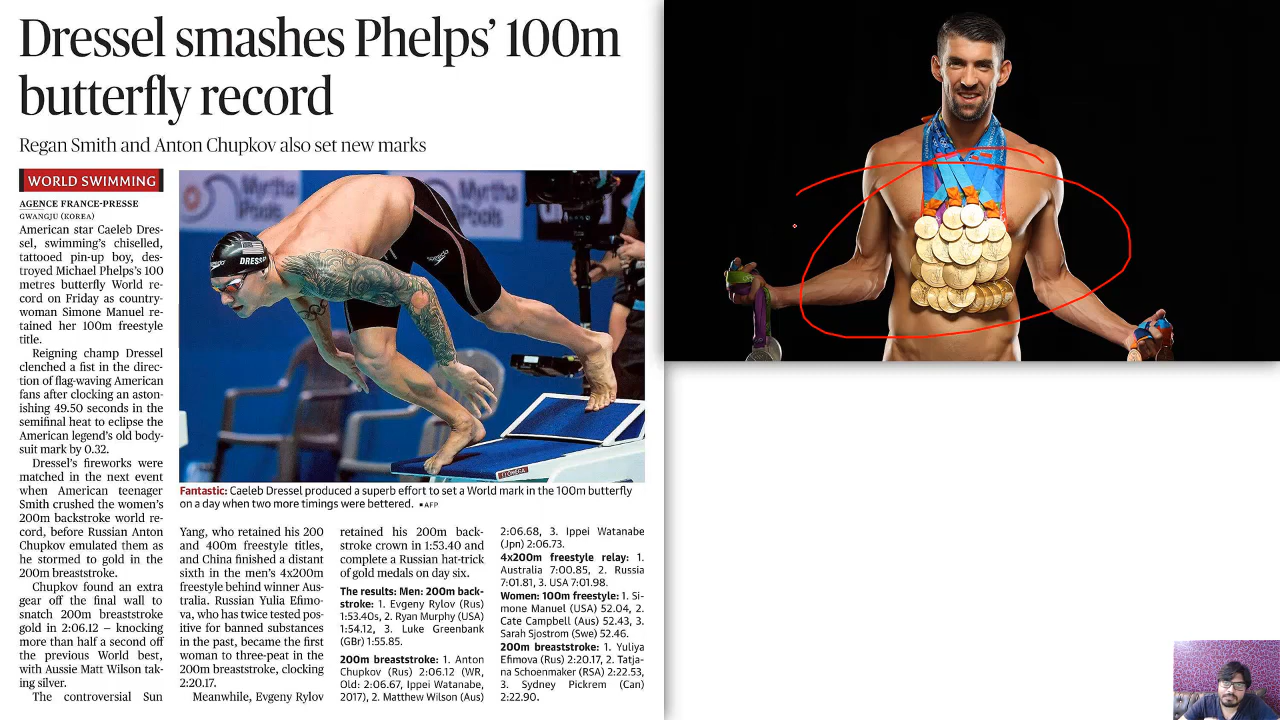 Dressel smashes Phelps' 100m
butterfly record
Regan Smith and Anton Chupkov also set new marks
WORLD SWIMMING
AGENCE FRANCE-PRESSE
GWANGJU (KOREA)
American star Caeleb Dres-
sel, swimming's chiselled,
tattooed pin-up boy, des-
troyed Michael Phelps's 100
metres butterfly World re-
cord on Friday as country-
woman Simone Manuel re-
tained her 100m freestyle
title.
Reigning champ Dressel
clenched a fist in the direc-
tion of flag-waving American
fans after clocking an aston-
ishing 49.50 seconds in the
semifinal heat to eclipse the
American legend's old body-
suit mark by 0.32.
Dressel's fireworks were
matched in the next event
when American teenager
Smith crushed the women's
200m backstroke world re-
cord, before Russian Anton
Chupkov emulated them as
he stormed to gold in the
200m breaststroke.
Chupkov found an extra
gear off the final wall to
snatch 200m breaststroke
gold in 2:06.12 – knocking
more than half a second off
the previous World best,
with Aussie Matt Wilson tak-
ing silver.
The controversial Sun
Myrtha
Pools
Myrtha
Pools
speedo
DRESSEL
speedo
OMEGA
Fantastic: Caeleb Dressel produced a superb effort to set a World mark in the 100m butterfly
on a day when two more timings were bettered. ■AFP
Yang, who retained his 200
and 400m freestyle titles,
and China finished a distant
sixth in the men's 4x200m
freestyle behind winner Aus-
tralia. Russian Yulia Efimo-
va, who has twice tested pos-
itive for banned substances
in the past, became the first
woman to three-peat in the
200m breaststroke, clocking
2:20.17.
Meanwhile, Evgeny Rylov
retained his 200m back-
stroke crown in 1:53.40 and
complete a Russian hat-trick
of gold medals on day six.
The results: Men: 200m back-
stroke: 1. Evgeny Rylov (Rus)
1:53.40s, 2. Ryan Murphy (USA)
1:54.12, 3. Luke Greenbank
(GBr) 1:55.85.
200m breaststroke: 1. Anton
Chupkov (Rus) 2:06.12 (WR,
Old: 2:06.67, Ippei Watanabe,
2017), 2. Matthew Wilson (Aus)
2:06.68, 3. Ippei Watanabe
(Jpn) 2:06.73.
4x200m freestyle relay: 1.
Australia 7:00.85, 2. Russia
7:01.81, 3. USA 7:01.98.
Women: 100m freestyle: 1. Si-
mone Manuel (USA) 52.04, 2.
Cate Campbell (Aus) 52.43, 3.
Sarah Sjostrom (Swe) 52.46.
200m breaststroke: 1. Yuliya
Efimova (Rus) 2:20.17, 2. Tatja-
na Schoenmaker (RSA) 2:22.53,
3. Sydney Pickrem (Can)
2:22.90.